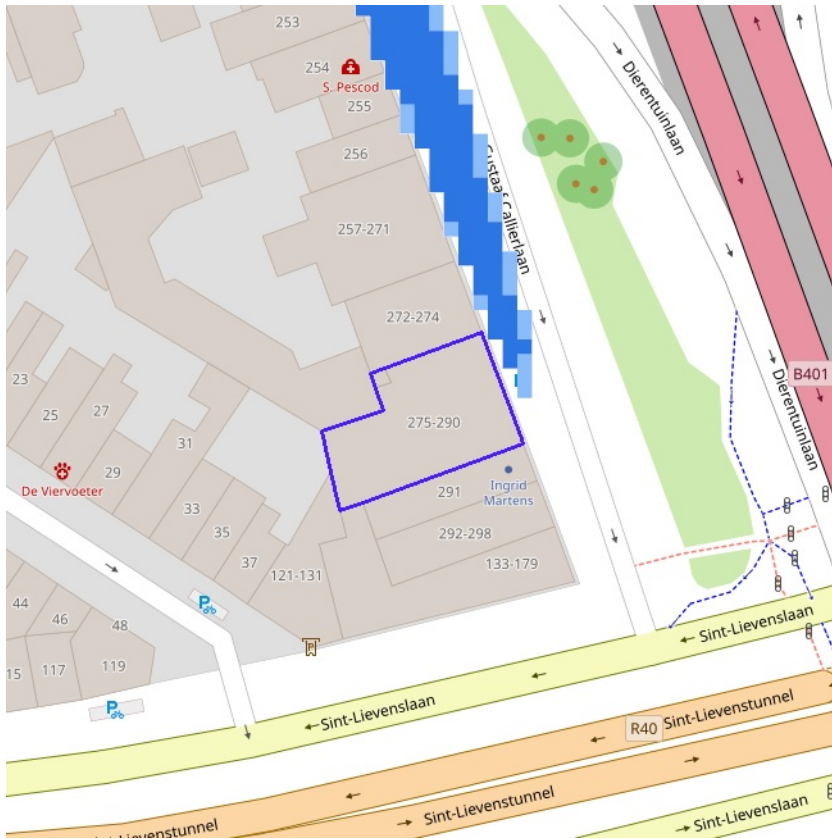 253
254
S. Pescod
255
256
Gustaaf Callierlaan
Dierentuinlaan
257-271
272-274
B401
Dierentuinlaan
23
25
27
275-290
31
29
De Viervoeter
Ingrid
Martens
291
33
35
292-298
37
121-131
133-179
44
46
48
P
15
117
119
P
P
Sint-Lievenslaan
Sint-Lievenslaan
R40
Sint-Lievenstunnel
Sint-Lievenstunnel
Sint-Lievenstunnel
Sint-Lievenslaan